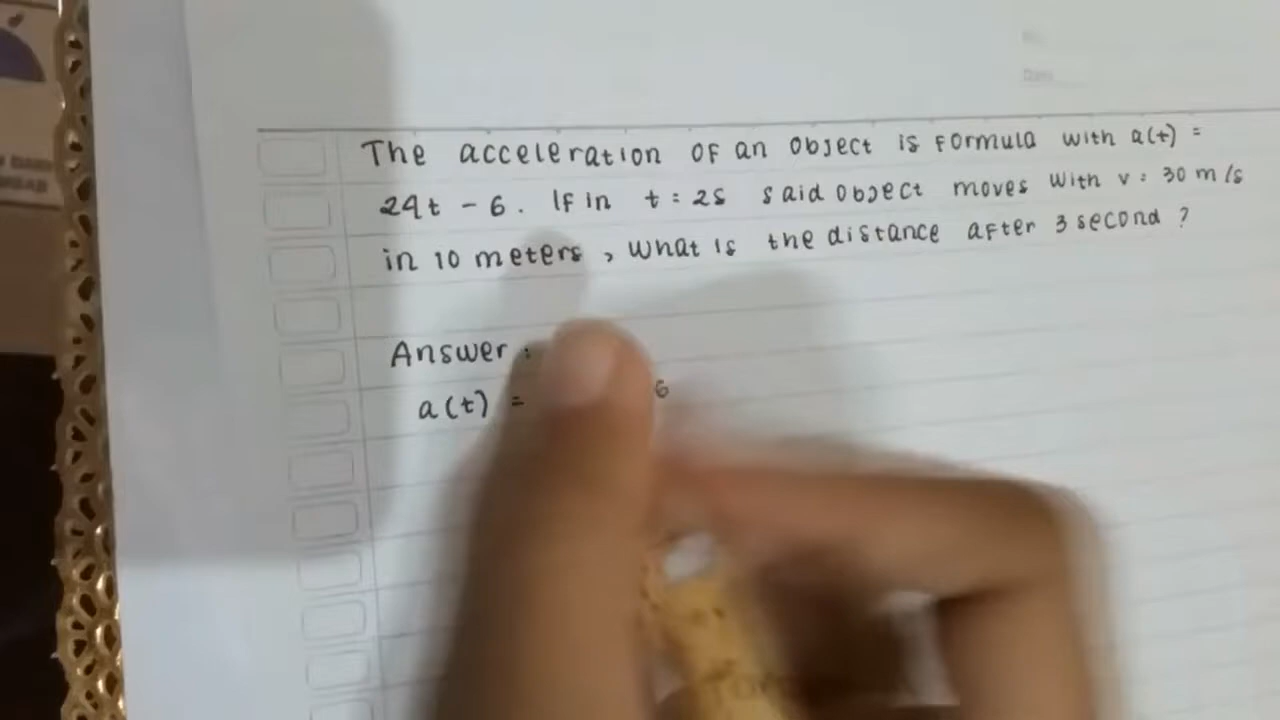 The acceleration of an object is formula with a(t) =
24t - 6. If in t = 2s said object moves with v = 30 m/s
in 10 meters, what is the distance after 3 second ?
Answer :
a(t) = 6